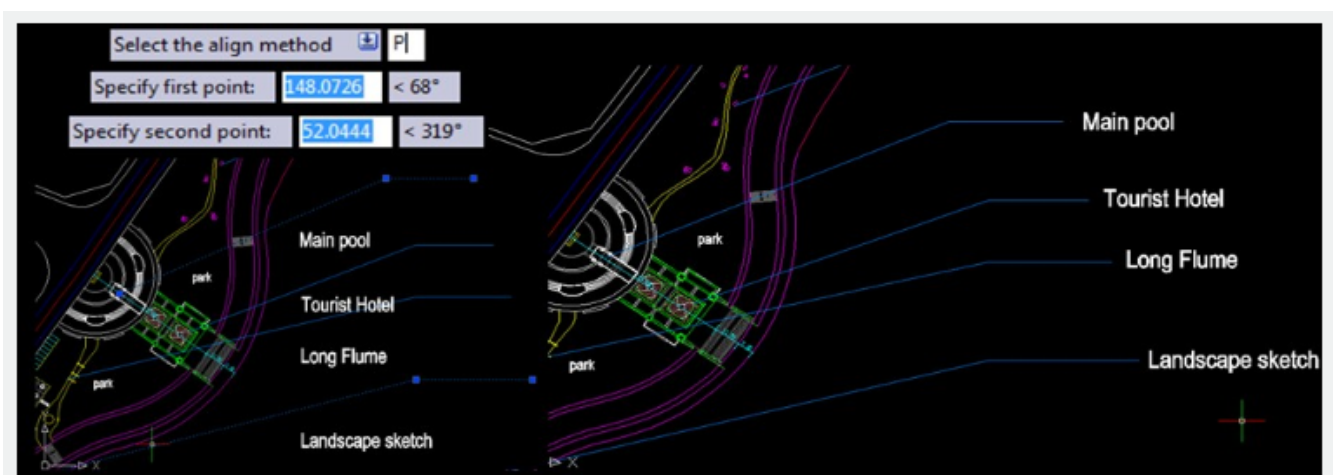 Select the align method P
Specify first point: 148.0726 < 68°
Specify second point: 52.0444 < 319°
Main pool
park
Tourist Hotel
Long Flume
park
Landscape sketch
X
Main pool
Tourist Hotel
park
Long Flume
park
Landscape sketch
X